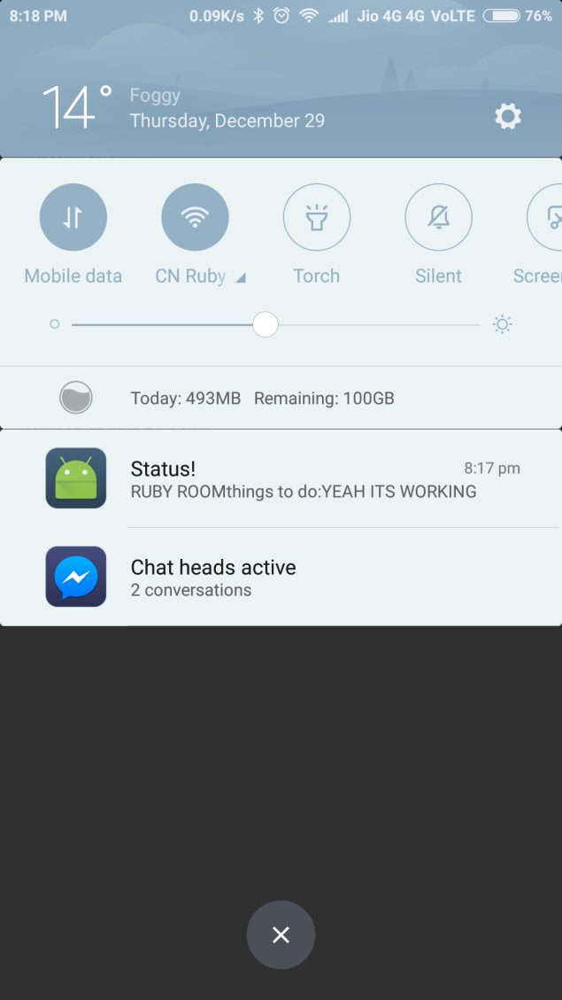 8:18 PM 0.09K/s Jio 4G 4G VoLTE 76%
14° Foggy
Thursday, December 29
Mobile data CN Ruby Torch Silent Scree
Today: 493MB Remaining: 100GB
Status! 8:17 pm
RUBY ROOMthings to do:YEAH ITS WORKING
Chat heads active
2 conversations